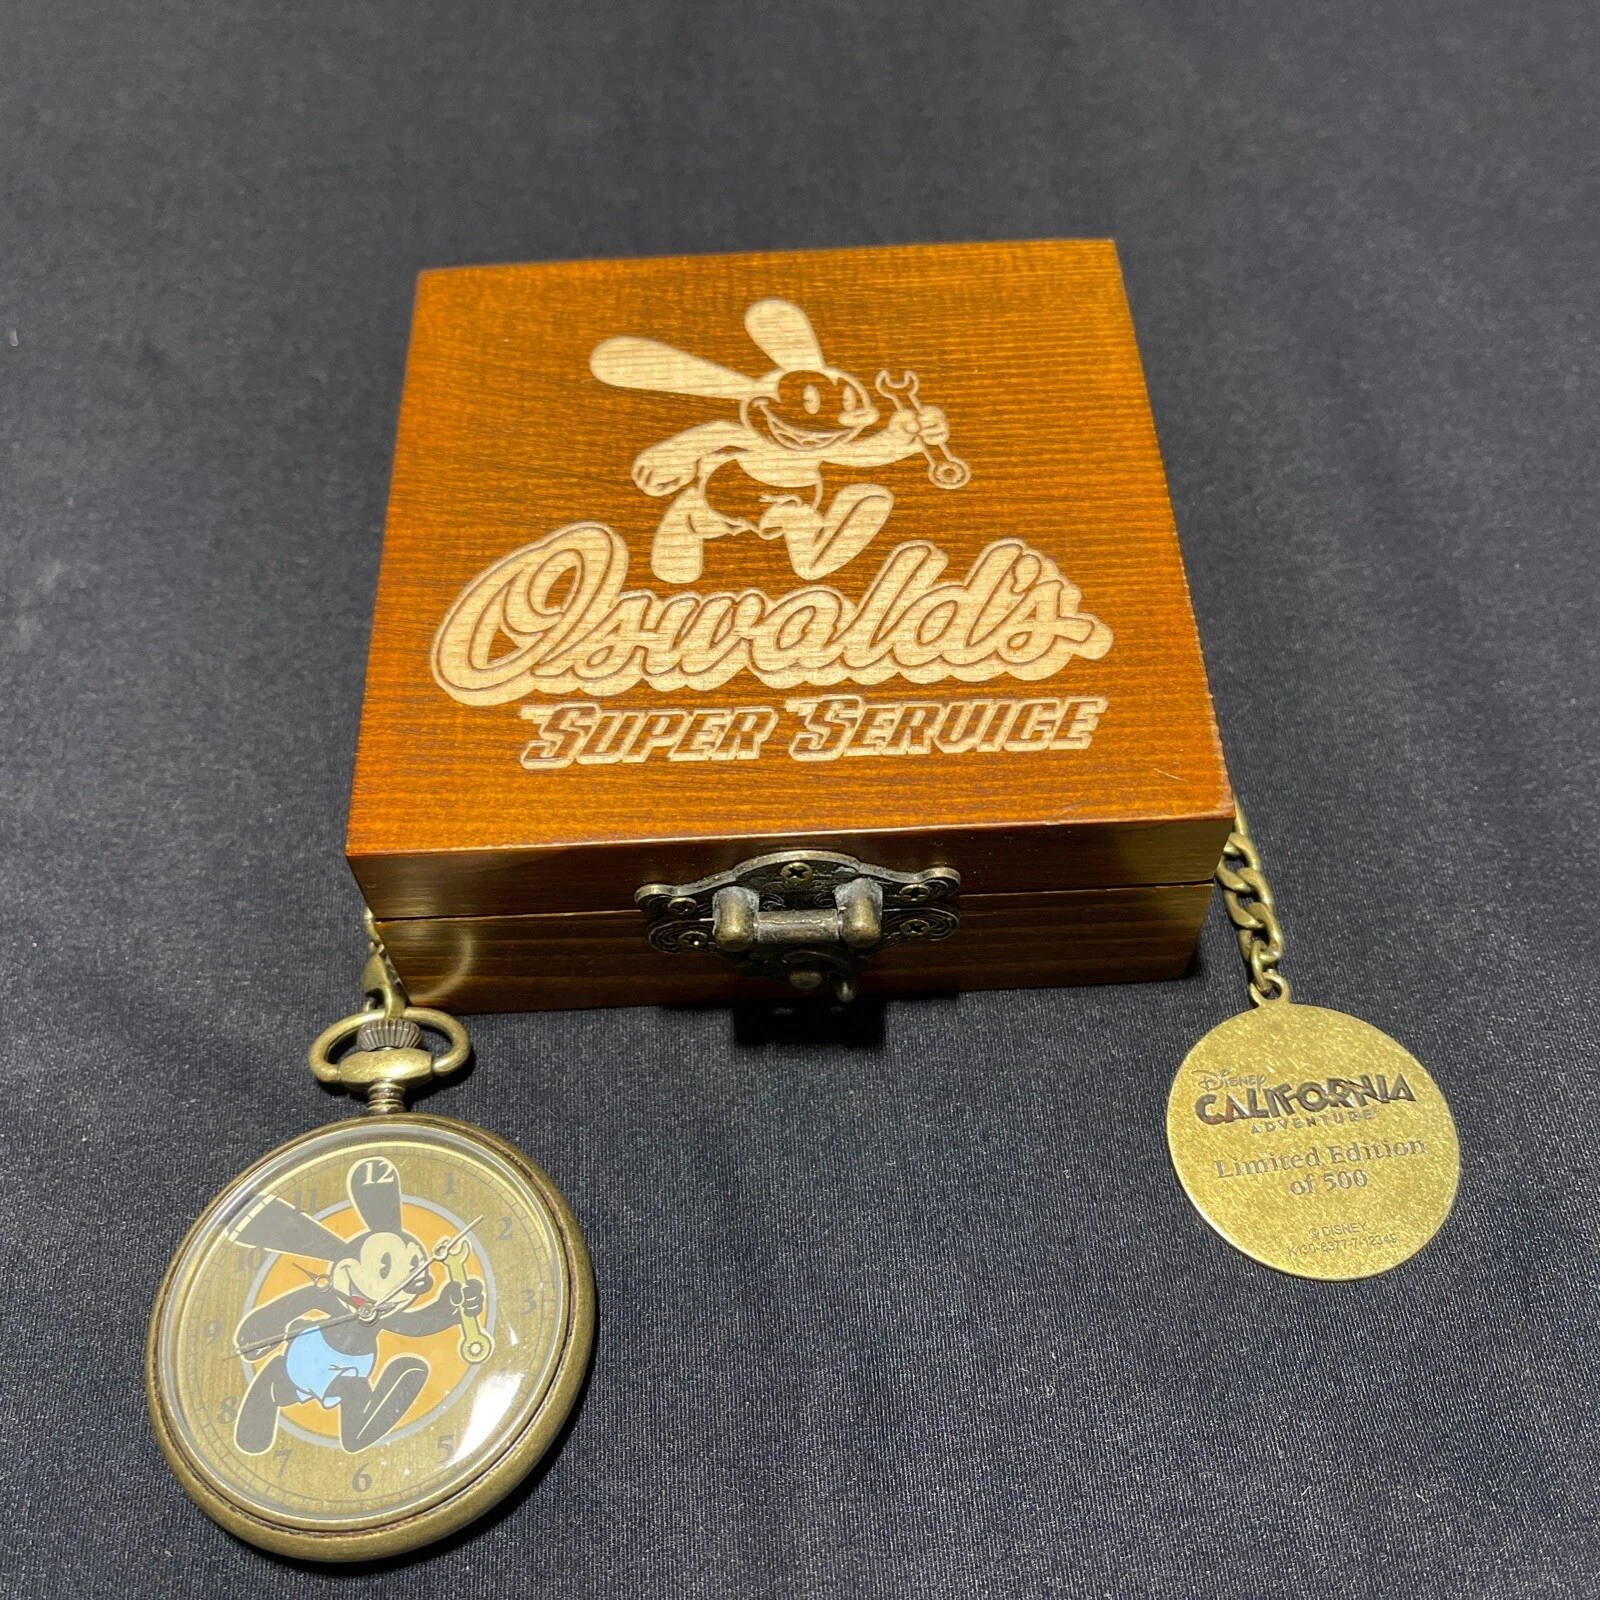 Oswald's
SUPER SERVICE
12
1
2
3
5
6
7
8
9
10
11
Disney
CALIFORNIA
ADVENTURE
Limited Edition
of 500
© DISNEY